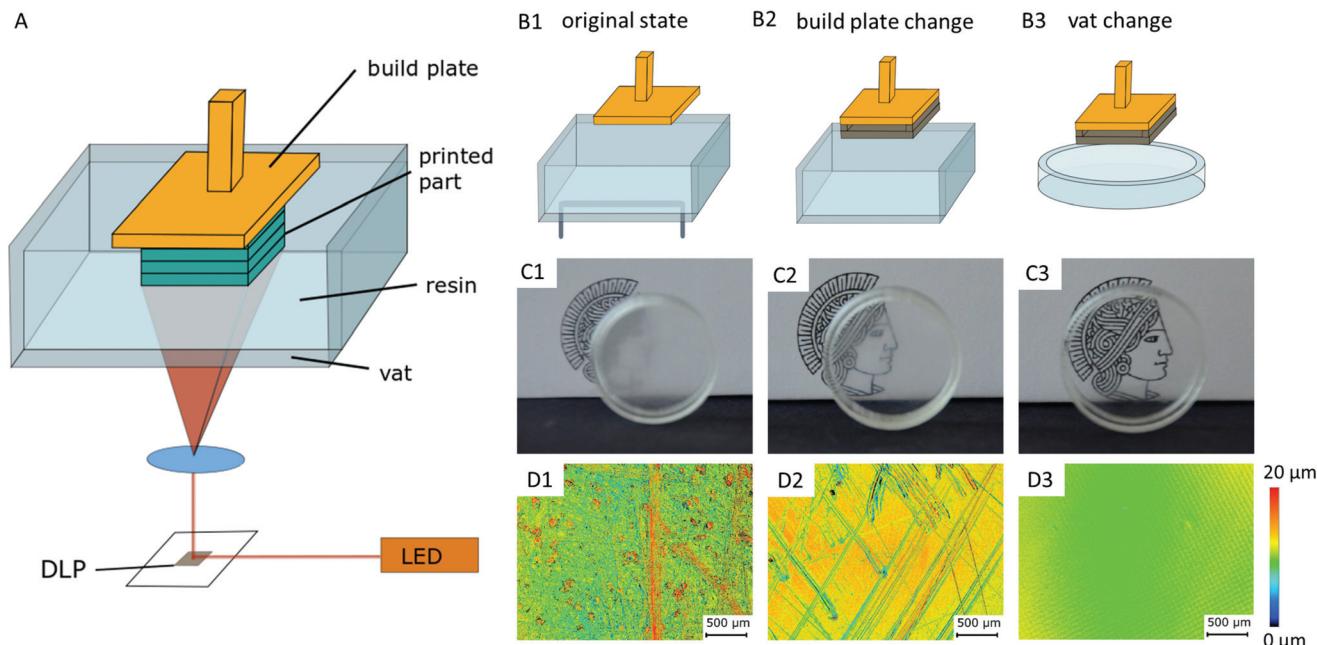 A
build plate
printed
part
resin
vat
LED
DLP
B1 original state
B2 build plate change
B3 vat change
C1
C2
C3
D1
500 µm
D2
500 µm
D3
500 µm
20 µm
0 µm